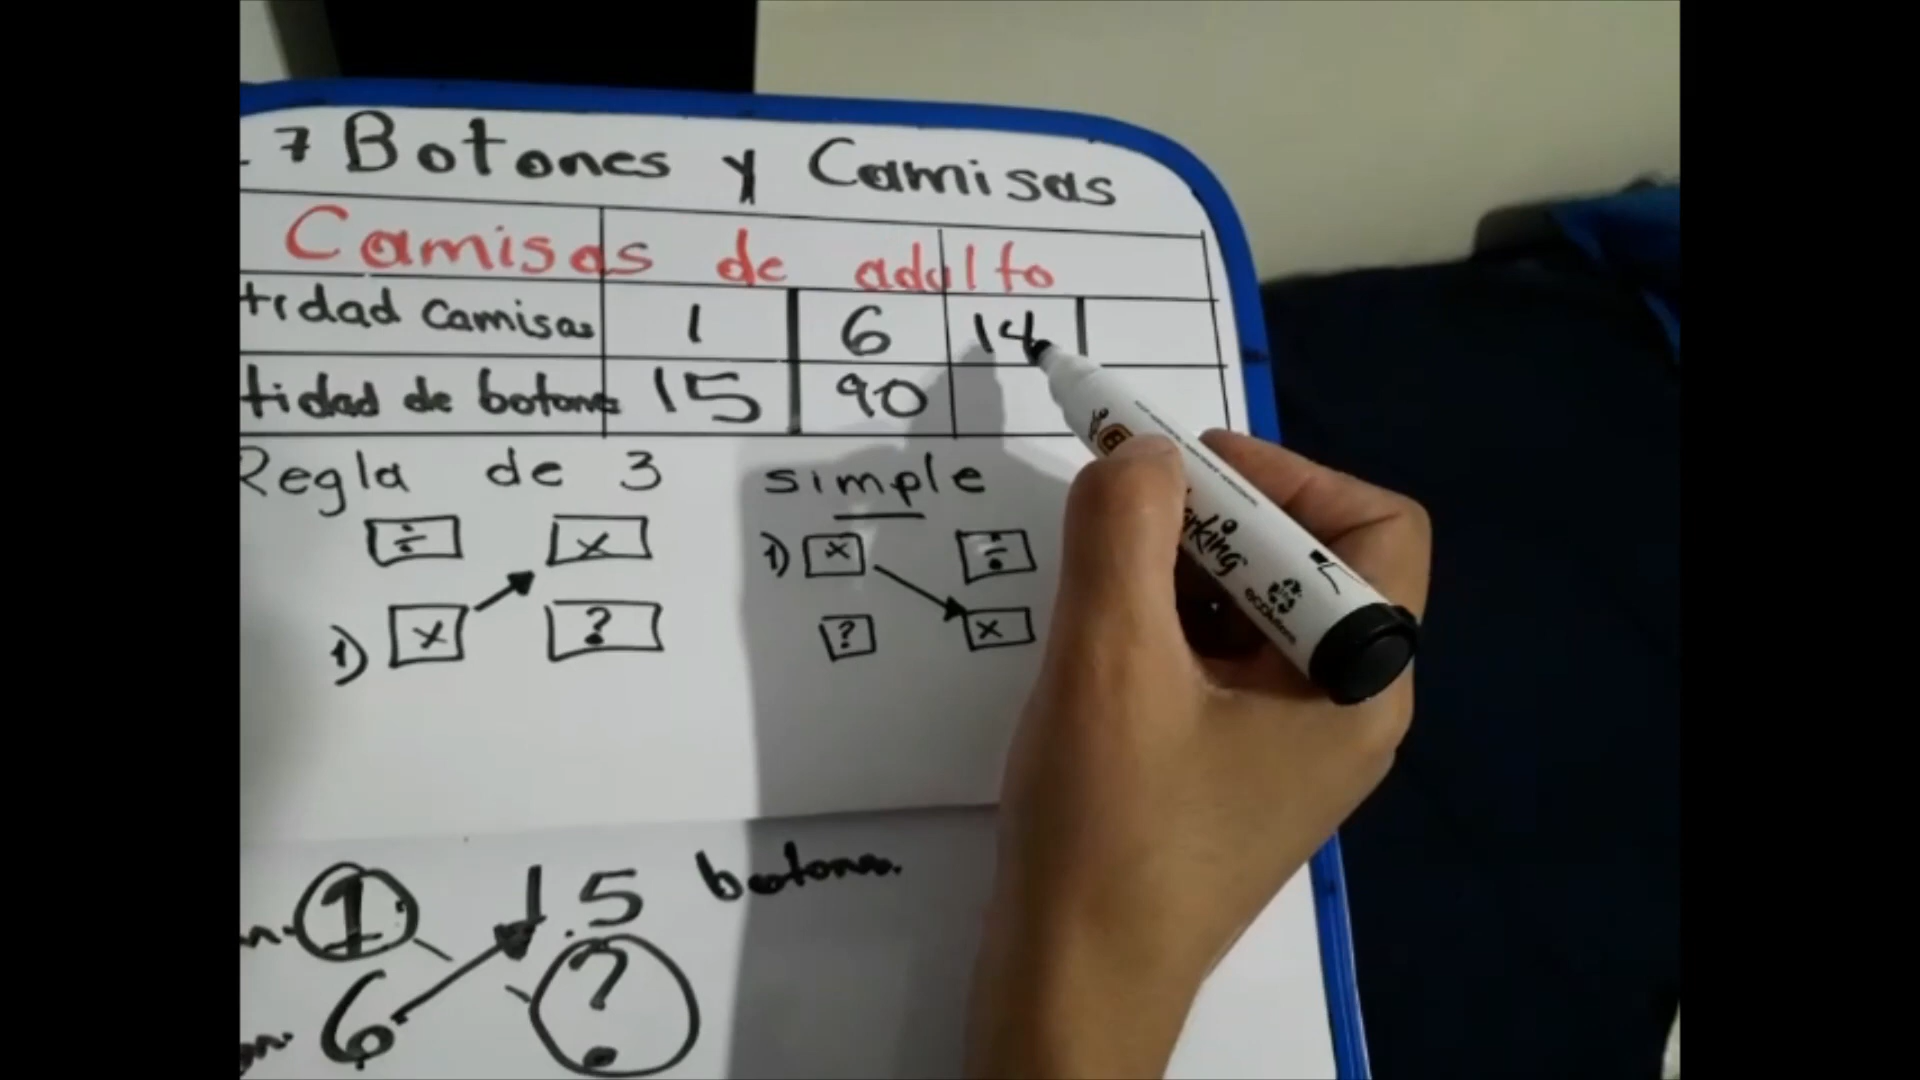 7 Botones y Camisas
Camisas de adulto
tidad Camisas 1 6 14
tidad de botone 15 90
Regla de 3 simple
÷ x 1) x ÷
1) x ? ? x
1 15 botones.
6 ?